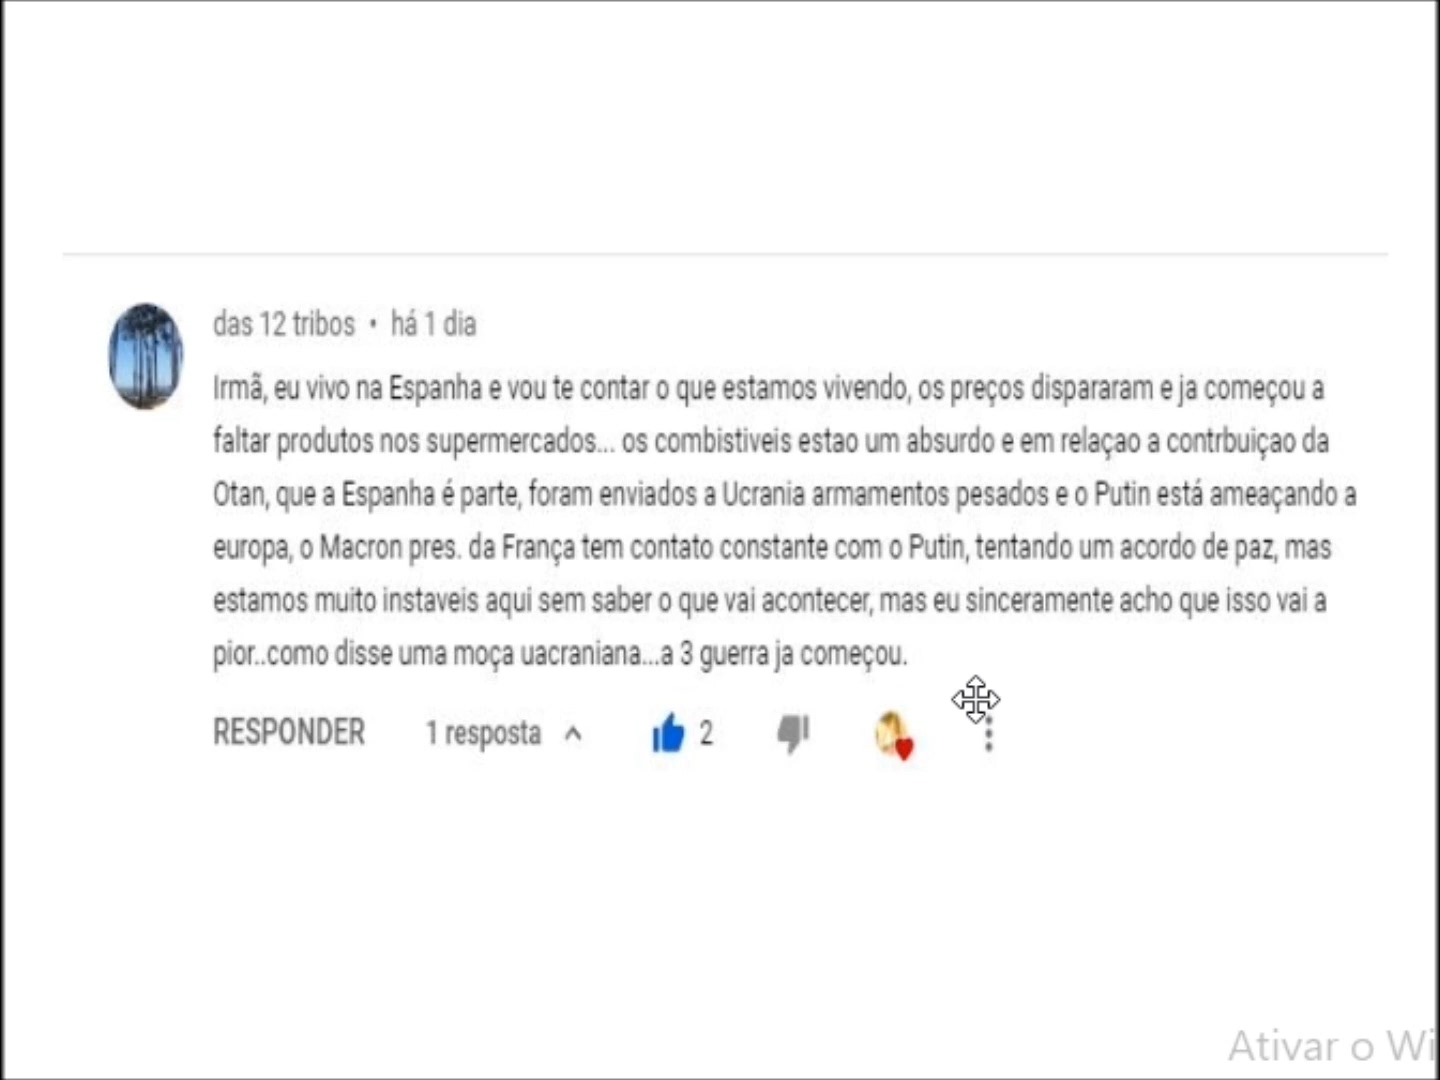 das 12 tribos • há 1 dia
Irmã, eu vivo na Espanha e vou te contar o que estamos vivendo, os preços dispararam e ja começou a
faltar produtos nos supermercados... os combistiveis estao um absurdo e em relaçao a contrbuiçao da
Otan, que a Espanha é parte, foram enviados a Ucrania armamentos pesados e o Putin está ameaçando a
europa, o Macron pres. da França tem contato constante com o Putin, tentando um acordo de paz, mas
estamos muito instaveis aqui sem saber o que vai acontecer, mas eu sinceramente acho que isso vai a
pior..como disse uma moça uacraniana...a 3 guerra ja começou.
RESPONDER 1 resposta 2
Ativar o Wi